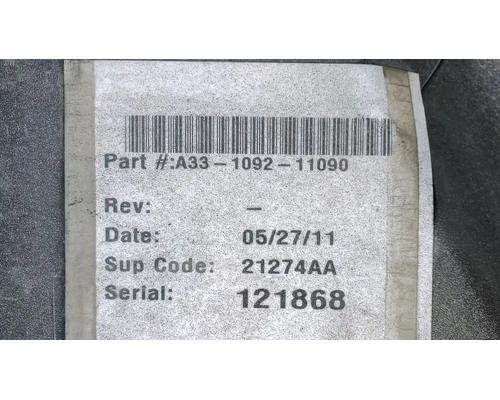 Part #:A33-1092-11090
Rev: -
Date: 05/27/11
Sup Code: 21274AA
Serial: 121868